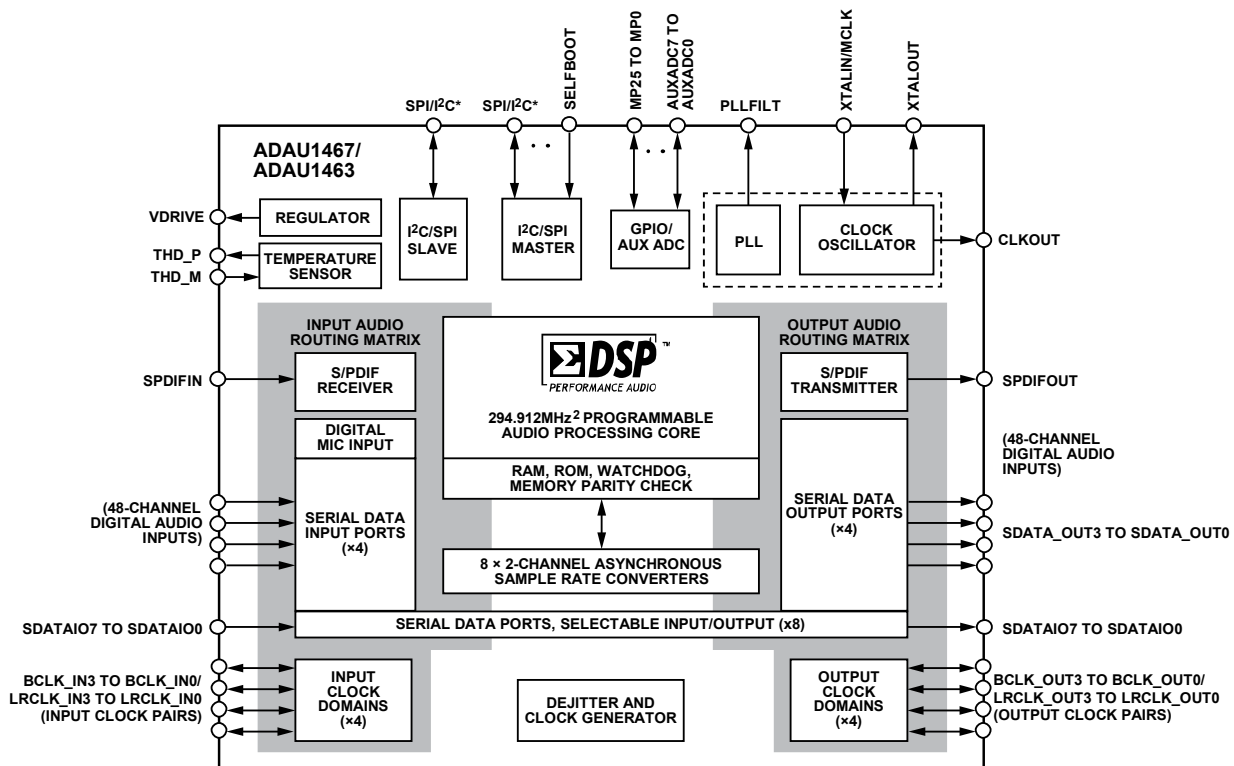 SPI/I2C*
SPI/I2C*
SELFBOOT
MP25 TO MP0
AUXADC7 TO
AUXADC0
PLLFILT
XTALIN/MCLK
XTALOUT
ADAU1467/
ADAU1463
VDRIVE
REGULATOR
THD_P
THD_M
TEMPERATURE
SENSOR
I2C/SPI
SLAVE
I2C/SPI
MASTER
GPIO/
AUX ADC
PLL
CLOCK
OSCILLATOR
CLKOUT
INPUT AUDIO
ROUTING MATRIX
SPDIFIN
S/PDIF
RECEIVER
DIGITAL
MIC INPUT
(48-CHANNEL
DIGITAL AUDIO
INPUTS)
SERIAL DATA
INPUT PORTS
(×4)
ΣDSP™
PERFORMANCE AUDIO
294.912MHz2 PROGRAMMABLE
AUDIO PROCESSING CORE
RAM, ROM, WATCHDOG,
MEMORY PARITY CHECK
8 × 2-CHANNEL ASYNCHRONOUS
SAMPLE RATE CONVERTERS
OUTPUT AUDIO
ROUTING MATRIX
S/PDIF
TRANSMITTER
SPDIFOUT
SERIAL DATA
OUTPUT PORTS
(×4)
(48-CHANNEL
DIGITAL AUDIO
INPUTS)
SDATA_OUT3 TO SDATA_OUT0
SDATAIO7 TO SDATAIO0
SERIAL DATA PORTS, SELECTABLE INPUT/OUTPUT (x8)
SDATAIO7 TO SDATAIO0
BCLK_IN3 TO BCLK_IN0/
LRCLK_IN3 TO LRCLK_IN0
(INPUT CLOCK PAIRS)
INPUT
CLOCK
DOMAINS
(×4)
DEJITTER AND
CLOCK GENERATOR
OUTPUT
CLOCK
DOMAINS
(×4)
BCLK_OUT3 TO BCLK_OUT0/
LRCLK_OUT3 TO LRCLK_OUT0
(OUTPUT CLOCK PAIRS)